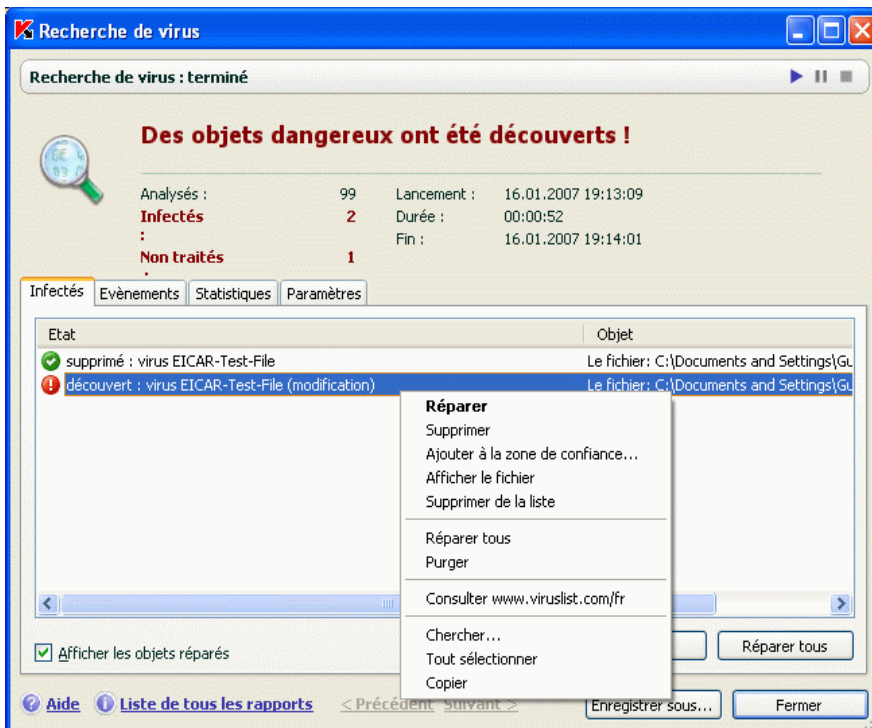 Recherche de virus
Recherche de virus : terminé
Des objets dangereux ont été découverts !
Analysés : 99 Lancement : 16.01.2007 19:13:09
Infectés 2 Durée : 00:00:52
: Fin : 16.01.2007 19:14:01
Non traités 1
Infectés Evènements Statistiques Paramètres
Etat Objet
supprimé : virus EICAR-Test-File Le fichier: C:\Documents and Settings\Gu
découvert : virus EICAR-Test-File (modification) Le fichier: C:\Documents and Settings\Gu
Réparer
Supprimer
Ajouter à la zone de confiance...
Afficher le fichier
Supprimer de la liste
Réparer tous
Purger
Consulter www.viruslist.com/fr
Chercher...
Tout sélectionner
Copier
Afficher les objets réparés Réparer tous
Aide Liste de tous les rapports < Précédent Suivant > Enregistrer sous... Fermer